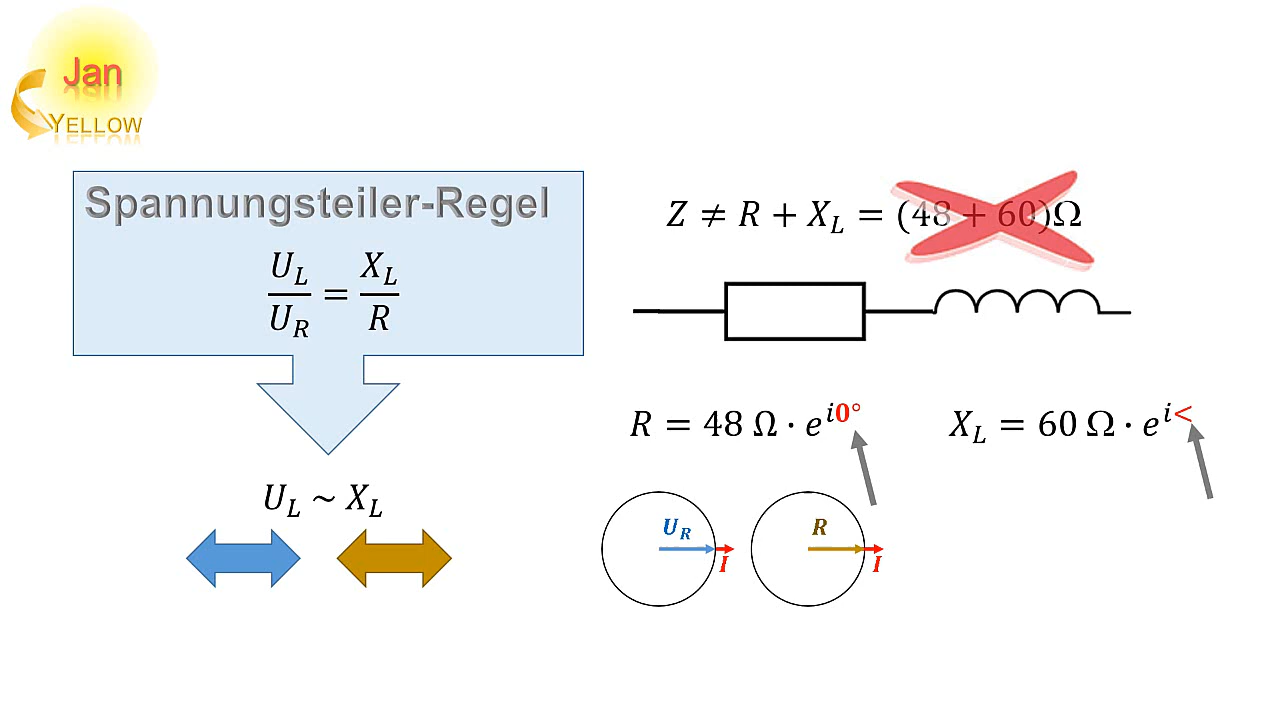 Jan
YELLOW
Spannungsteiler-Regel
U_L / U_R = X_L / R
U_L ~ X_L
Z ≠ R + X_L = (48 + 60)Ω
R = 48 Ω · e^{i0°}
X_L = 60 Ω · e^{i<}
U_R
I
R
I